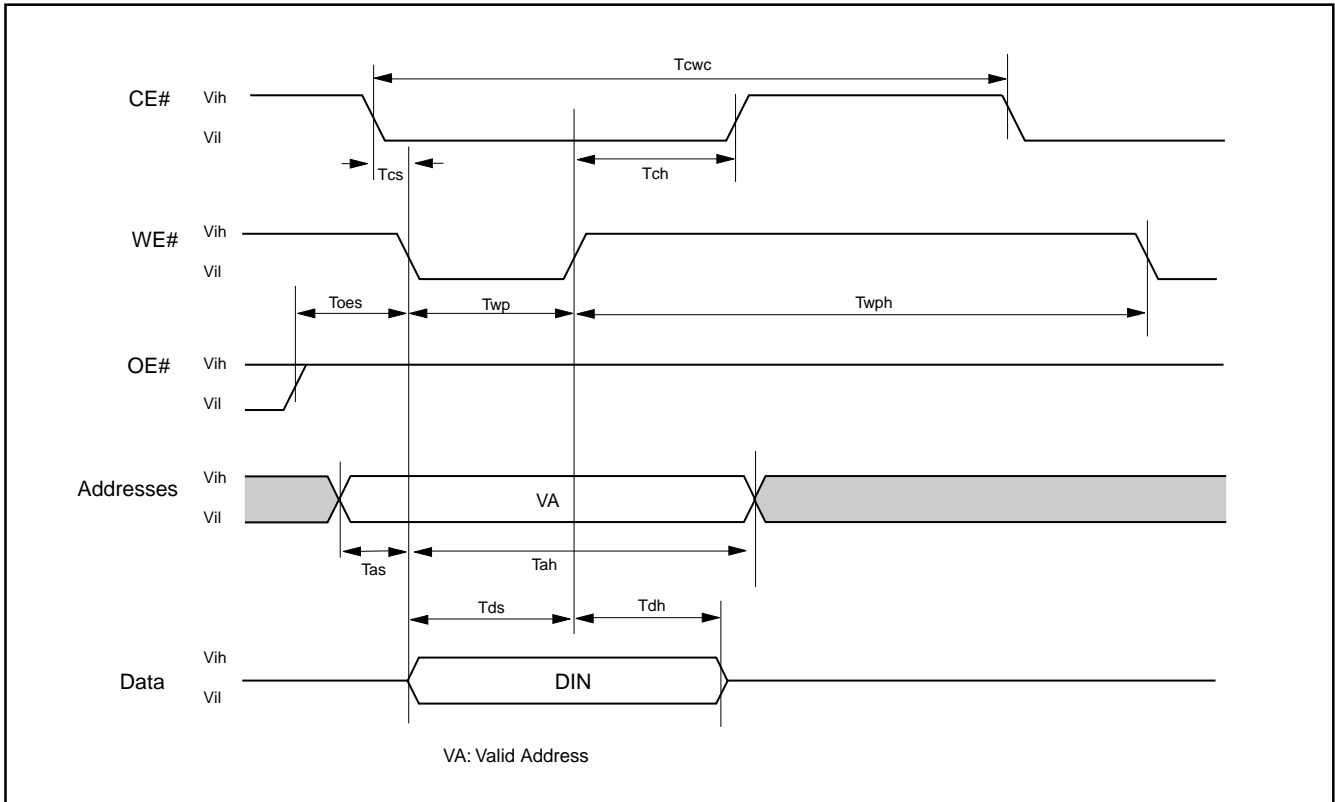 Tcwc
CE#
Vih
Vil
Tcs
Tch
WE#
Vih
Vil
Toes
Twp
Twph
OE#
Vih
Vil
Addresses
Vih
Vil
VA
Tas
Tah
Tds
Tdh
Data
Vih
Vil
DIN
VA: Valid Address